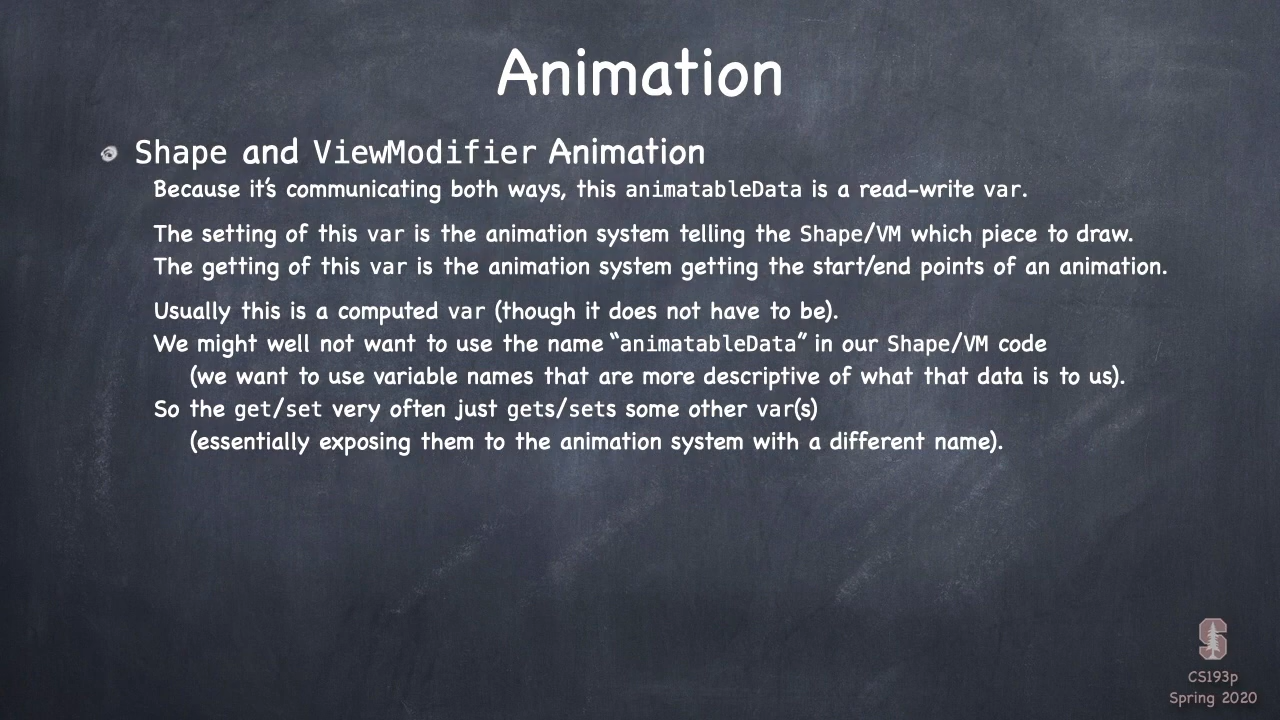 Animation
Shape and ViewModifier Animation
Because it's communicating both ways, this animatableData is a read-write var.
The setting of this var is the animation system telling the Shape/VM which piece to draw.
The getting of this var is the animation system getting the start/end points of an animation.
Usually this is a computed var (though it does not have to be).
We might well not want to use the name “animatableData” in our Shape/VM code
(we want to use variable names that are more descriptive of what that data is to us).
So the get/set very often just gets/sets some other var(s)
(essentially exposing them to the animation system with a different name).
S
CS193p
Spring 2020